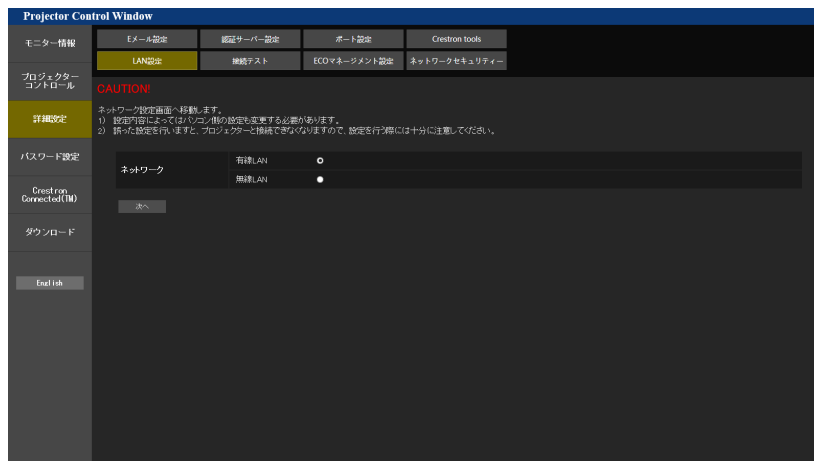 Projector Control Window
モニター情報
プロジェクター
コントロール
詳細設定
パスワード設定
Crestron
Connected(TM)
ダウンロード
English
Eメール設定
認証サーバー設定
ポート設定
Crestron tools
LAN設定
接続テスト
ECOマネージメント設定
ネットワークセキュリティー
CAUTION!
ネットワーク設定画面へ移動します。
1) 設定内容によってはパソコン側の設定も変更する必要があります。
2) 誤った設定を行いますと、プロジェクターと接続できなくなりますので、設定を行う際には十分に注意してください。
ネットワーク
有線LAN
無線LAN
次へ